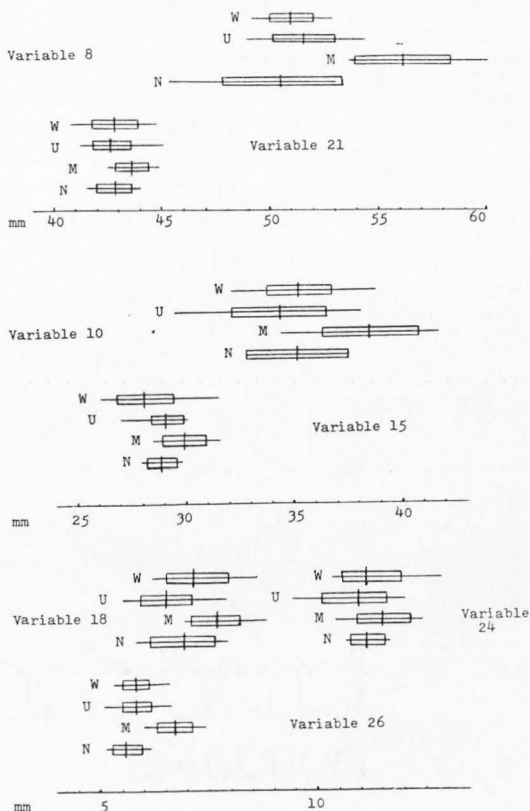 W
U
Variable 8
M
N
W
U
Variable 21
M
N
mm 40 45 50 55 60
W
U
Variable 10
M
N
W
U
Variable 15
M
N
mm 25 30 35 40
W W
U U
Variable 18 M M Variable 24
N N
W
U
Variable 26
M
N
mm 5 10